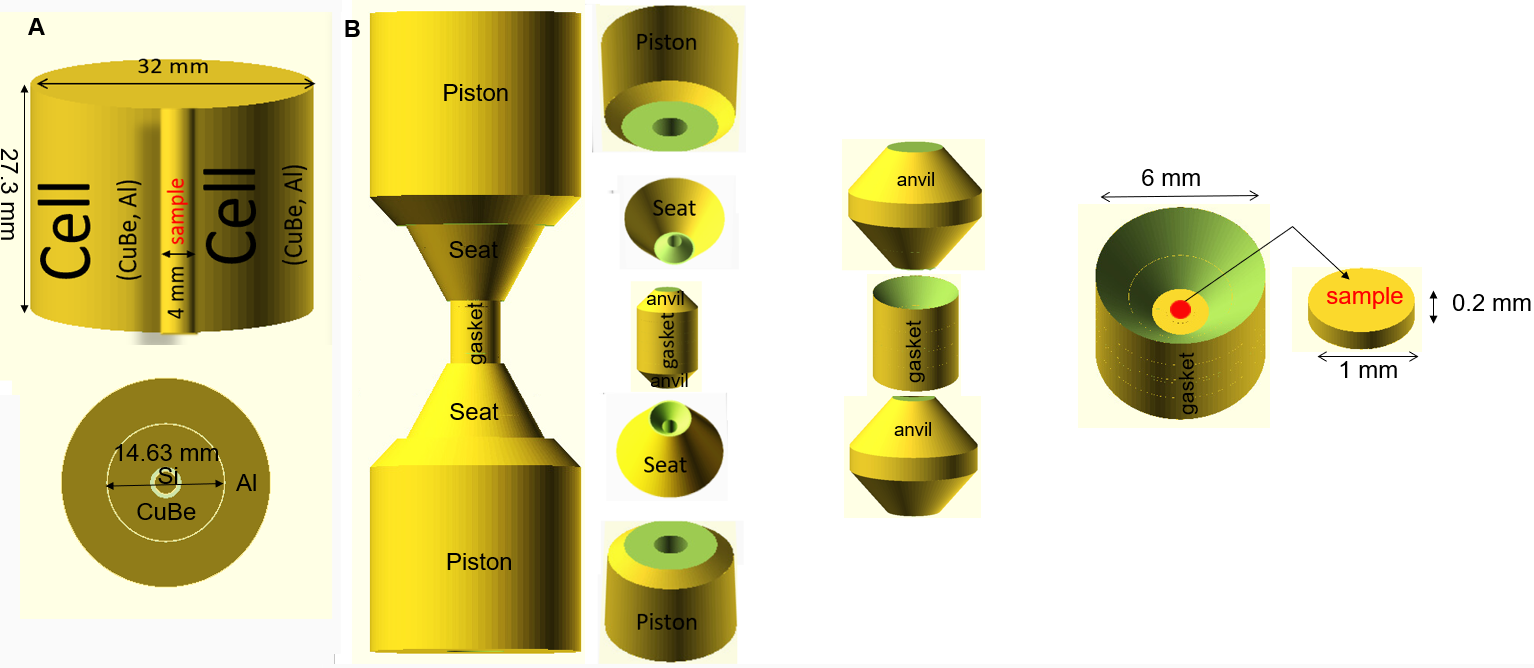 A
32 mm
27.3 mm
Cell
(CuBe, Al)
sample
4 mm
Cell
(CuBe, Al)
14.63 mm
Si
Al
CuBe
B
Piston
Seat
gasket
Seat
Piston
Piston
Seat
anvil
gasket
anvil
Seat
Piston
anvil
gasket
anvil
6 mm
gasket
sample
0.2 mm
1 mm